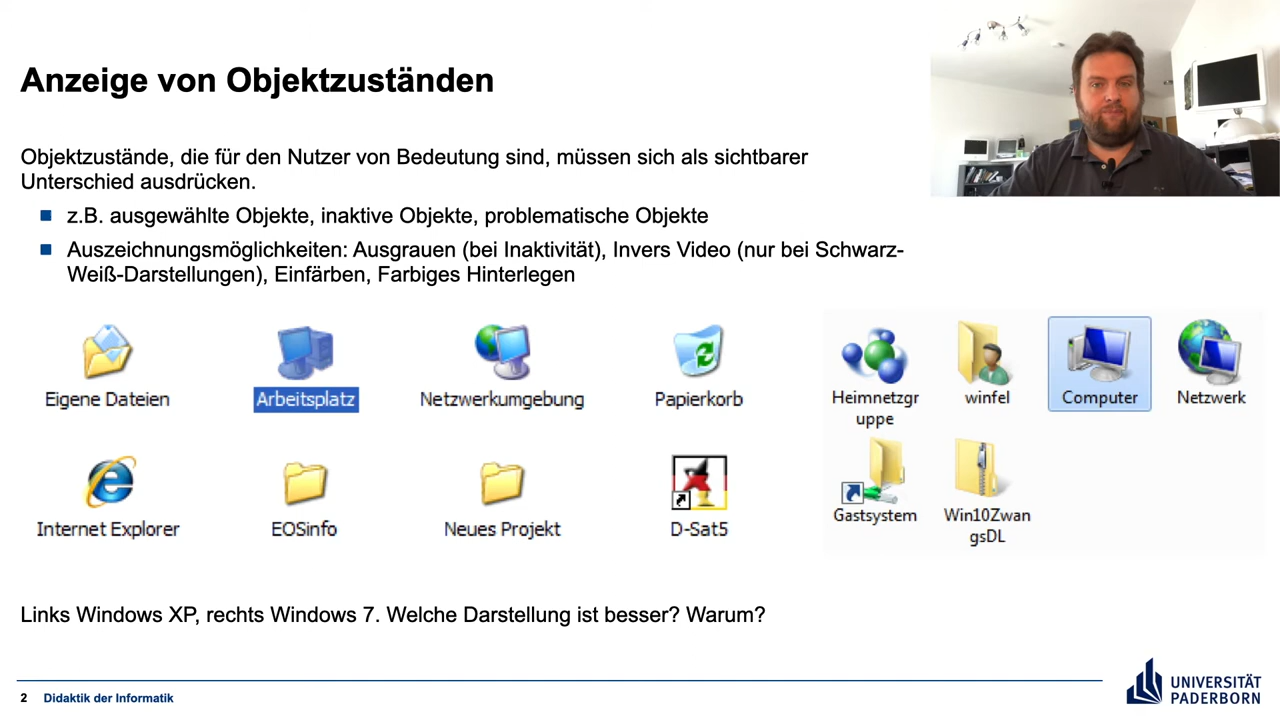 Anzeige von Objektzuständen
Objektzustände, die für den Nutzer von Bedeutung sind, müssen sich als sichtbarer
Unterschied ausdrücken.
z.B. ausgewählte Objekte, inaktive Objekte, problematische Objekte
Auszeichnungsmöglichkeiten: Ausgrauen (bei Inaktivität), Invers Video (nur bei Schwarz-
Weiß-Darstellungen), Einfärben, Farbiges Hinterlegen
Eigene Dateien
Arbeitsplatz
Netzwerkumgebung
Papierkorb
Internet Explorer
EOSinfo
Neues Projekt
D-Sat5
Heimnetzgr
uppe
winfel
Computer
Netzwerk
Gastsystem
Win10Zwan
gsDL
Links Windows XP, rechts Windows 7. Welche Darstellung ist besser? Warum?
2 Didaktik der Informatik
UNIVERSITÄT
PADERBORN